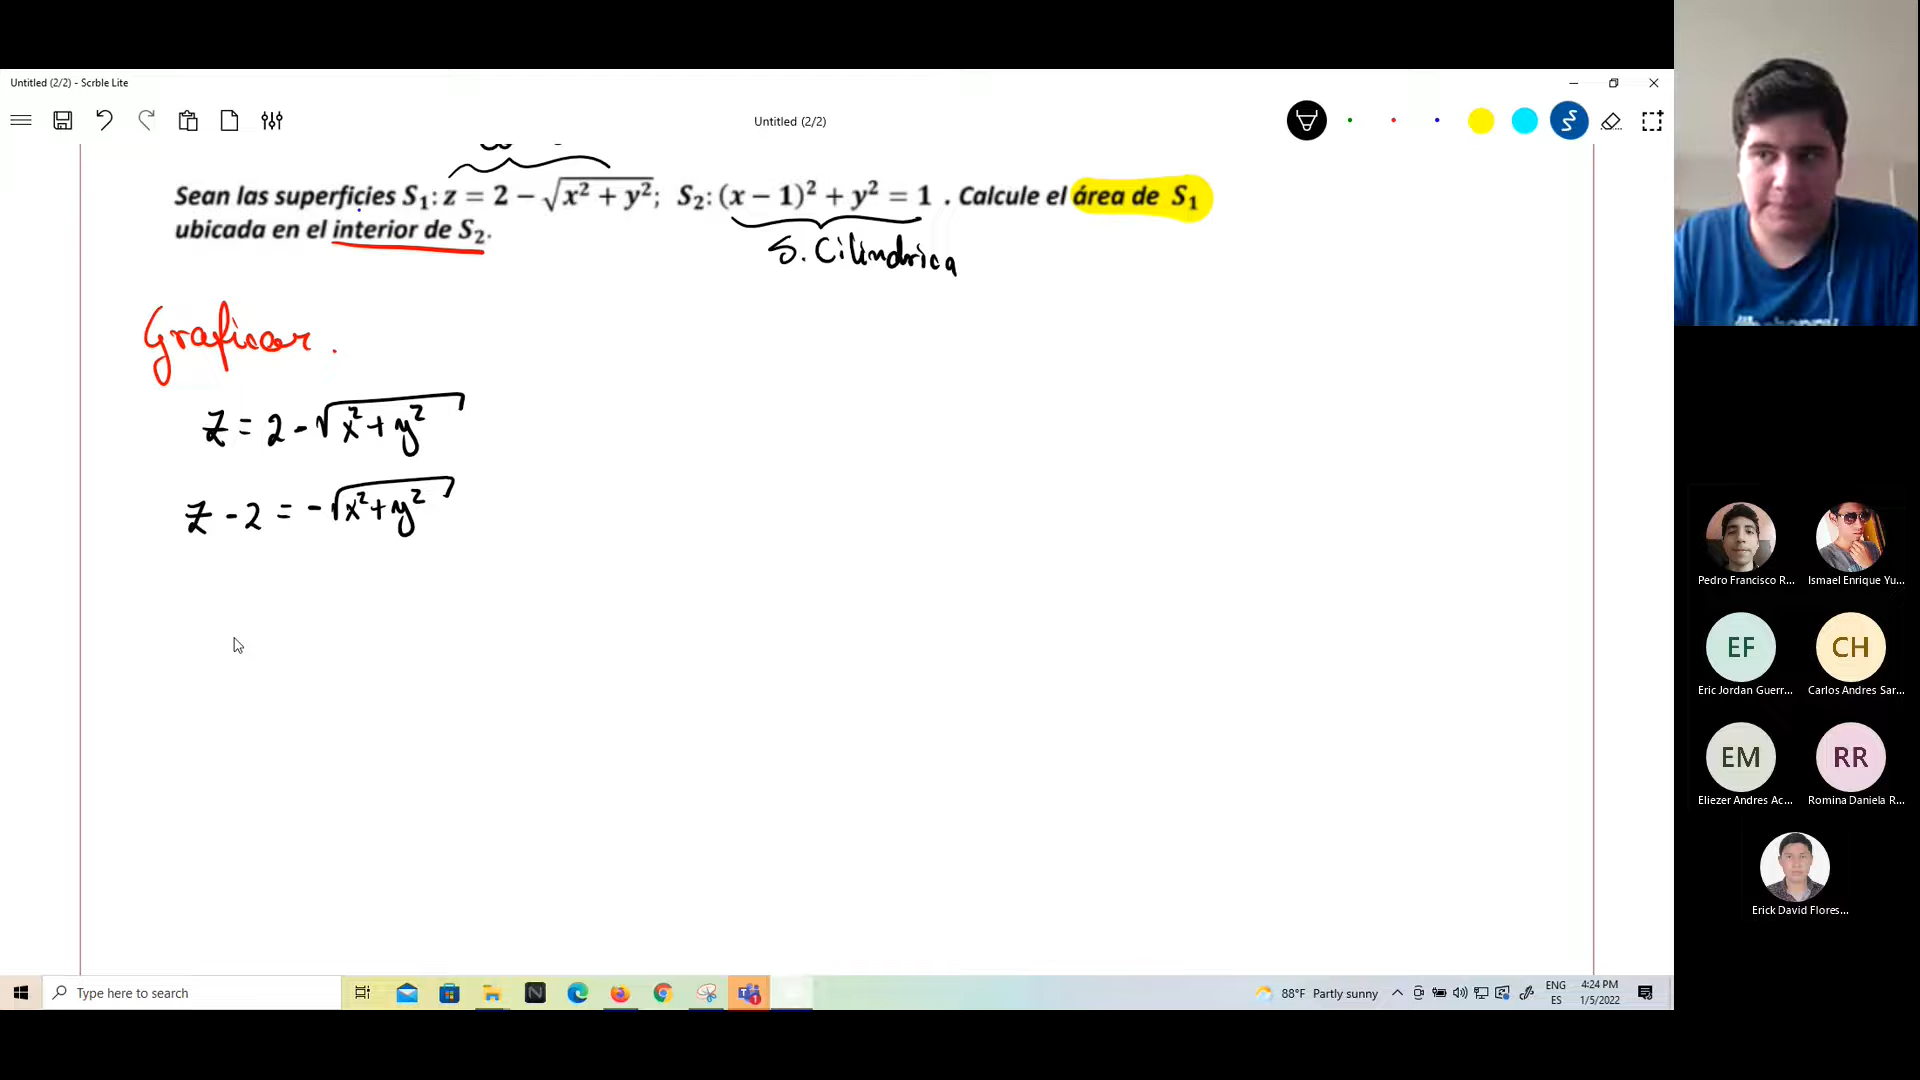 Untitled (2/2) - Scrble Lite
Untitled (2/2)
Sean las superficies S₁: z = 2 − √x² + y²; S₂: (x − 1)² + y² = 1 . Calcule el área de S₁
ubicada en el interior de S₂.
S. Cilíndrica
Graficar.
z = 2 - √x² + y²
z - 2 = - √x² + y²
Pedro Francisco R...
Ismael Enrique Yu...
EF
CH
Eric Jordan Guerr...
Carlos Andres Sar...
EM
RR
Eliezer Andres Ac...
Romina Daniela R...
Erick David Flores...
Type here to search
88°F Partly sunny
ENG
ES
4:24 PM
1/5/2022